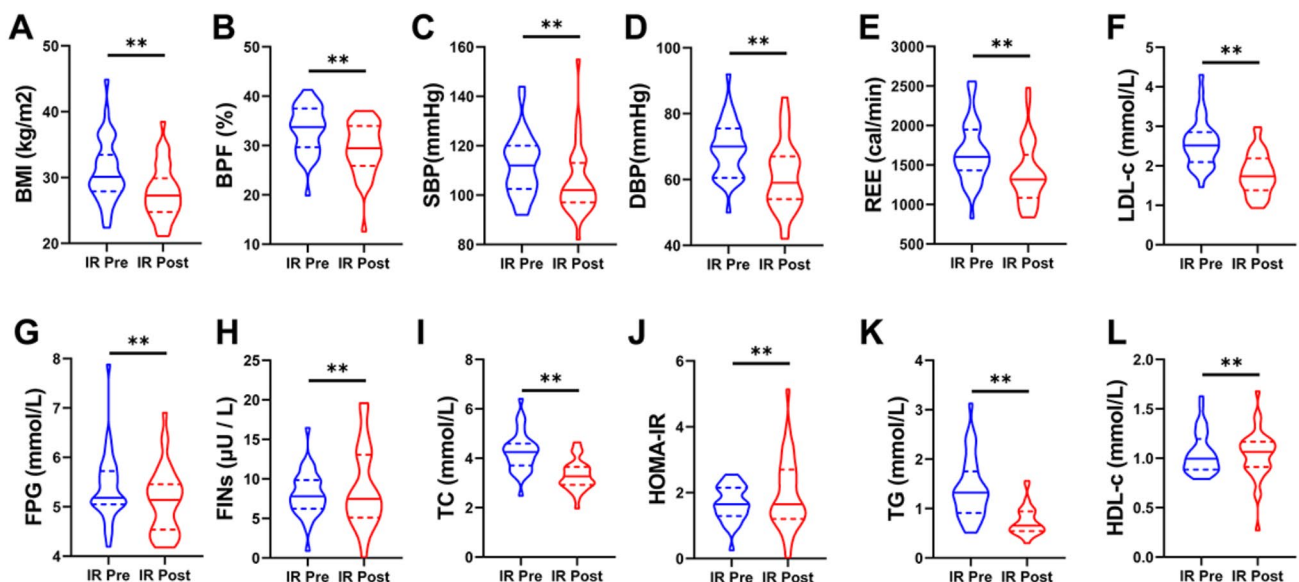 A
BMI (kg/m2)
50
40
30
20
**
IR Pre IR Post
B
BPF (%)
50
40
30
20
10
**
IR Pre IR Post
C
SBP(mmHg)
160
140
120
100
80
**
IR Pre IR Post
D
DBP(mmHg)
100
80
60
40
**
IR Pre IR Post
E
REE (cal/min)
3000
2500
2000
1500
1000
500
**
IR Pre IR Post
F
LDL-c (mmol/L)
5
4
3
2
1
0
**
IR Pre IR Post
G
FPG (mmol/L)
8
7
6
5
4
**
IR Pre IR Post
H
FINs (μU / L)
25
20
15
10
5
0
**
IR Pre IR Post
I
TC (mmol/L)
8
6
4
2
0
**
IR Pre IR Post
J
HOMA-IR
6
4
2
0
**
IR Pre IR Post
K
TG (mmol/L)
4
3
2
1
0
**
IR Pre IR Post
L
HDL-c (mmol/L)
2.0
1.5
1.0
0.5
0.0
**
IR Pre IR Post